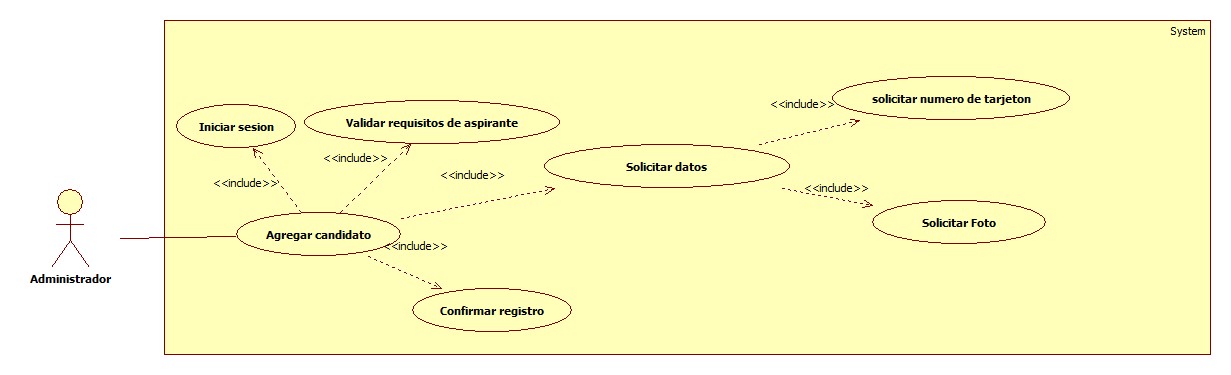 System
<<include>>
solicitar numero de tarjeton
Iniciar sesion
Validar requisitos de aspirante
<<include>>
Solicitar datos
<<include>>
<<include>>
<<include>>
Solicitar Foto
Agregar candidato
<<include>>
Administrador
Confirmar registro